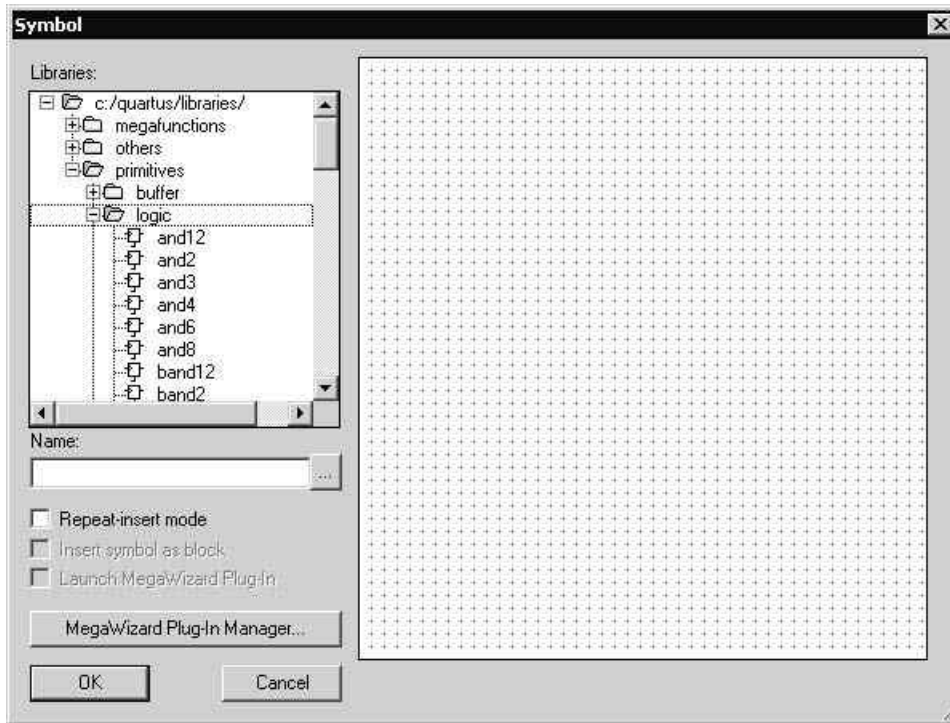 Symbol
Libraries:
c:/quartus/libraries/
megafunctions
others
primitives
buffer
logic
and12
and2
and3
and4
and6
and8
band12
band2
Name:
...
Repeat-insert mode
Insert symbol as block
Launch MegaWizard Plug-In
MegaWizard Plug-In Manager...
OK
Cancel